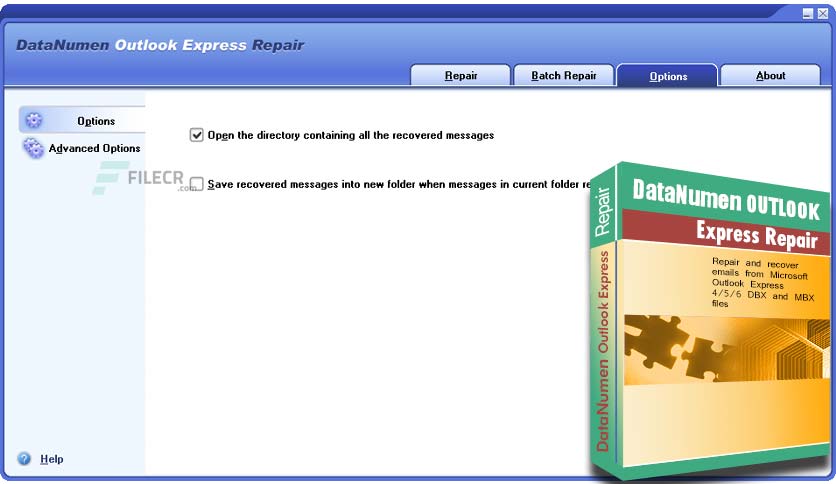 DataNumen Outlook Express Repair
Repair
Batch Repair
Options
About
Options
Advanced Options
FILECR
.com
Open the directory containing all the recovered messages
Save recovered messages into new folder when messages in current folder re
Help
Repair
DataNumen Outlook Express
DataNumen OUTLOOK
Express Repair
Repair and recover
emails from Microsoft
Outlook Express
4/5/6 DBX and MBX
files